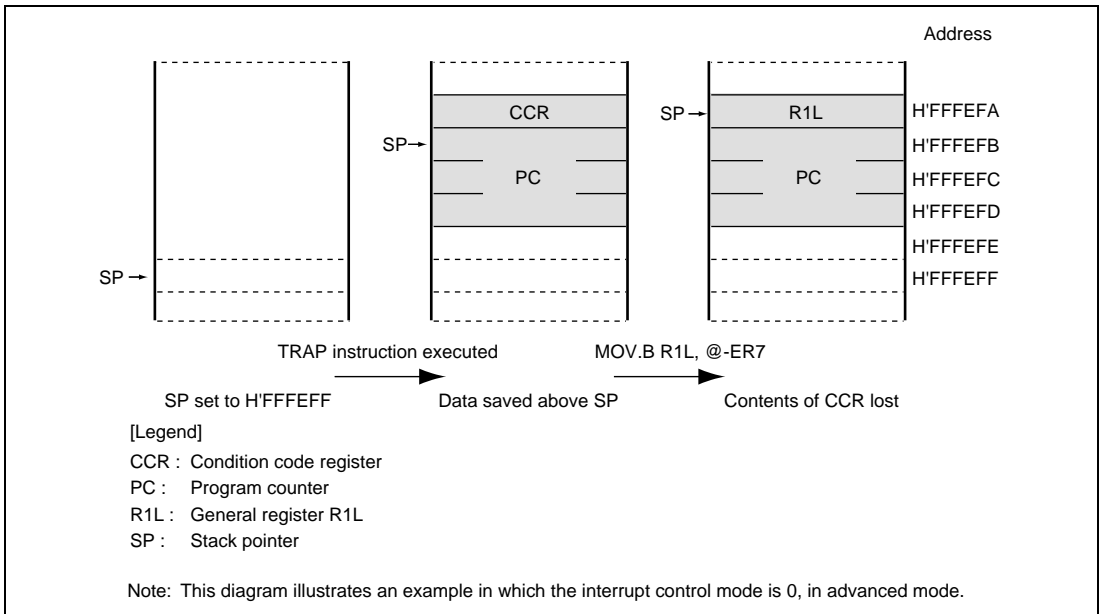 Address
CCR
SP
R1L
H'FFFEFA
SP
H'FFFEFB
PC
PC
H'FFFEFC
H'FFFEFD
H'FFFEFE
SP
H'FFFEFF
TRAP instruction executed
MOV.B R1L, @-ER7
SP set to H'FFFEFF
Data saved above SP
Contents of CCR lost
[Legend]
CCR : Condition code register
PC : Program counter
R1L : General register R1L
SP : Stack pointer
Note: This diagram illustrates an example in which the interrupt control mode is 0, in advanced mode.